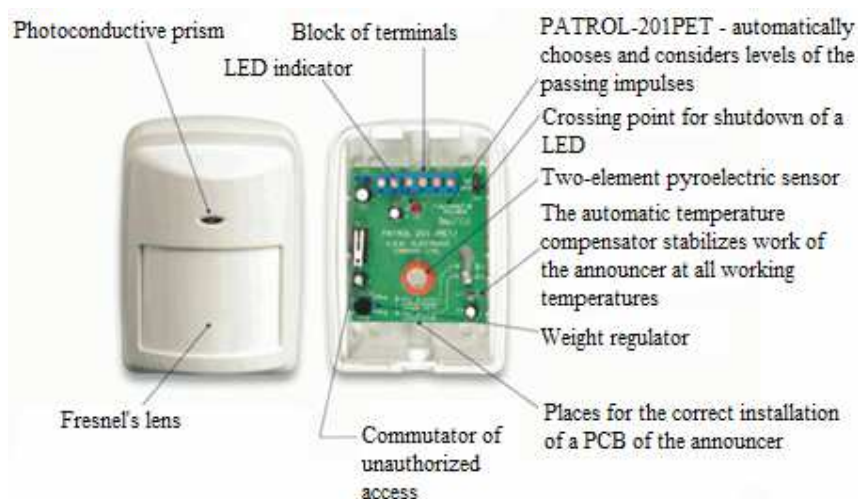 Photoconductive prism
Block of terminals
LED indicator
PATROL-201PET - automatically
chooses and considers levels of the
passing impulses
Crossing point for shutdown of a
LED
Two-element pyroelectric sensor
The automatic temperature
compensator stabilizes work of
the announcer at all working
temperatures
Weight regulator
Places for the correct installation
of a PCB of the announcer
Fresnel's lens
Commutator of
unauthorized
access
PATROL 201